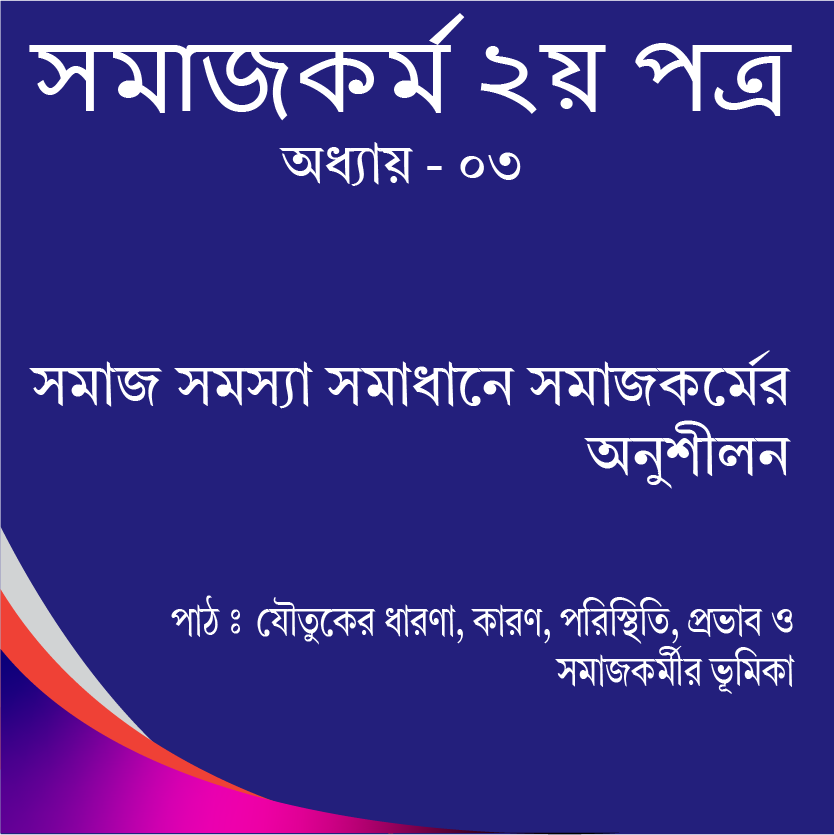 সমাজকর্ম ২য় পত্র
অধ্যায় - ০৩
সমাজ সমস্যা সমাধানে সমাজকর্মের
অনুশীলন
পাঠ ঃ যৌতুকের ধারণা, কারণ, পরিস্থিতি, প্রভাব ও
সমাজকর্মীর ভূমিকা